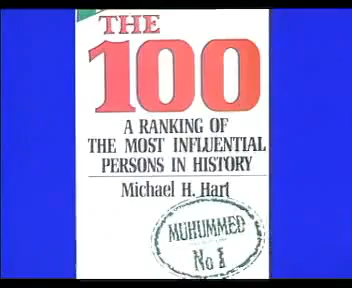 THE
100
A RANKING OF
THE MOST INFLUENTIAL
PERSONS IN HISTORY
Michael H. Hart
MUHUMMED
No 1